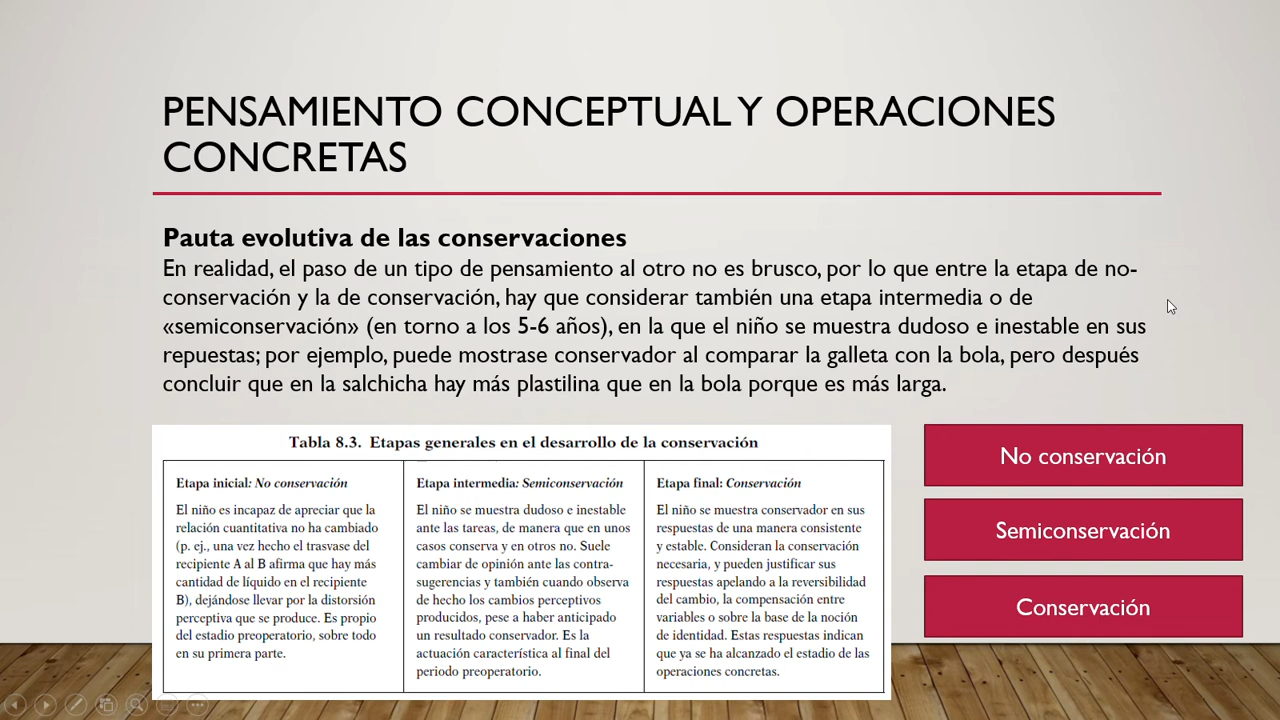 PENSAMIENTO CONCEPTUAL Y OPERACIONES
CONCRETAS
Pauta evolutiva de las conservaciones
En realidad, el paso de un tipo de pensamiento al otro no es brusco, por lo que entre la etapa de no-
conservación y la de conservación, hay que considerar también una etapa intermedia o de
«semiconservación» (en torno a los 5-6 años), en la que el niño se muestra dudoso e inestable en sus
repuestas; por ejemplo, puede mostrase conservador al comparar la galleta con la bola, pero después
concluir que en la salchicha hay más plastilina que en la bola porque es más larga.
Tabla 8.3. Etapas generales en el desarrollo de la conservación
Etapa inicial: No conservación
El niño es incapaz de apreciar que la
relación cuantitativa no ha cambiado
(p. ej., una vez hecho el trasvase del
recipiente A al B afirma que hay más
cantidad de líquido en el recipiente
B), dejándose llevar por la distorsión
perceptiva que se produce. Es propio
del estadio preoperatorio, sobre todo
en su primera parte.
Etapa intermedia: Semiconservación
El niño se muestra dudoso e inestable
ante las tareas, de manera que en unos
casos conserva y en otros no. Suele
cambiar de opinión ante las contra-
sugerencias y también cuando observa
de hecho los cambios perceptivos
producidos, pese a haber anticipado
un resultado conservador. Es la
actuación característica al final del
periodo preoperatorio.
Etapa final: Conservación
El niño se muestra conservador en sus
respuestas de una manera consistente
y estable. Consideran la conservación
necesaria, y pueden justificar sus
respuestas apelando a la reversibilidad
del cambio, la compensación entre
variables o sobre la base de la noción
de identidad. Estas respuestas indican
que ya se ha alcanzado el estadio de las
operaciones concretas.
No conservación
Semiconservación
Conservación